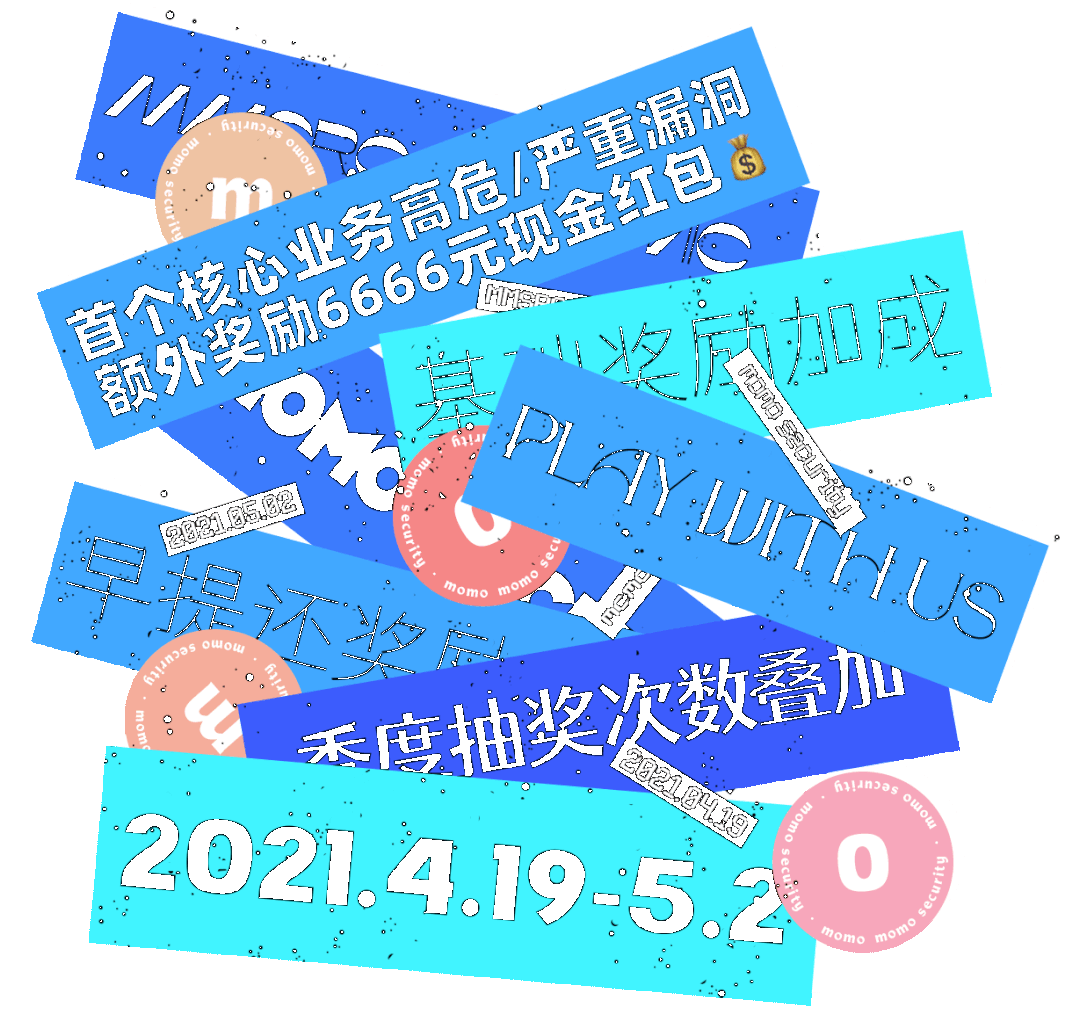 momo security · momo security ·
m
首个核心业务高危/严重漏洞
额外奖励6666元现金红包
基础奖励加成
MOMO
momo security
PLAY WITH US
momo security · momo security
2021.05.02
早提还奖励
momo
momo security · momo
m
季度抽奖次数叠加
2021.04.19
2021.4.19-5.2
momo security · momo security ·
o